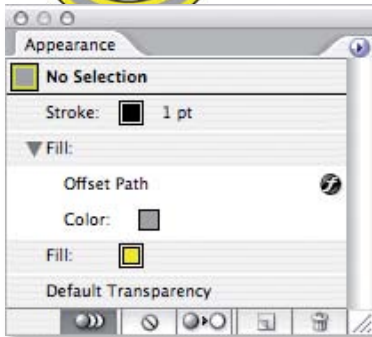 Appearance
No Selection
Stroke: 1 pt
Fill:
Offset Path
Color:
Fill:
Default Transparency